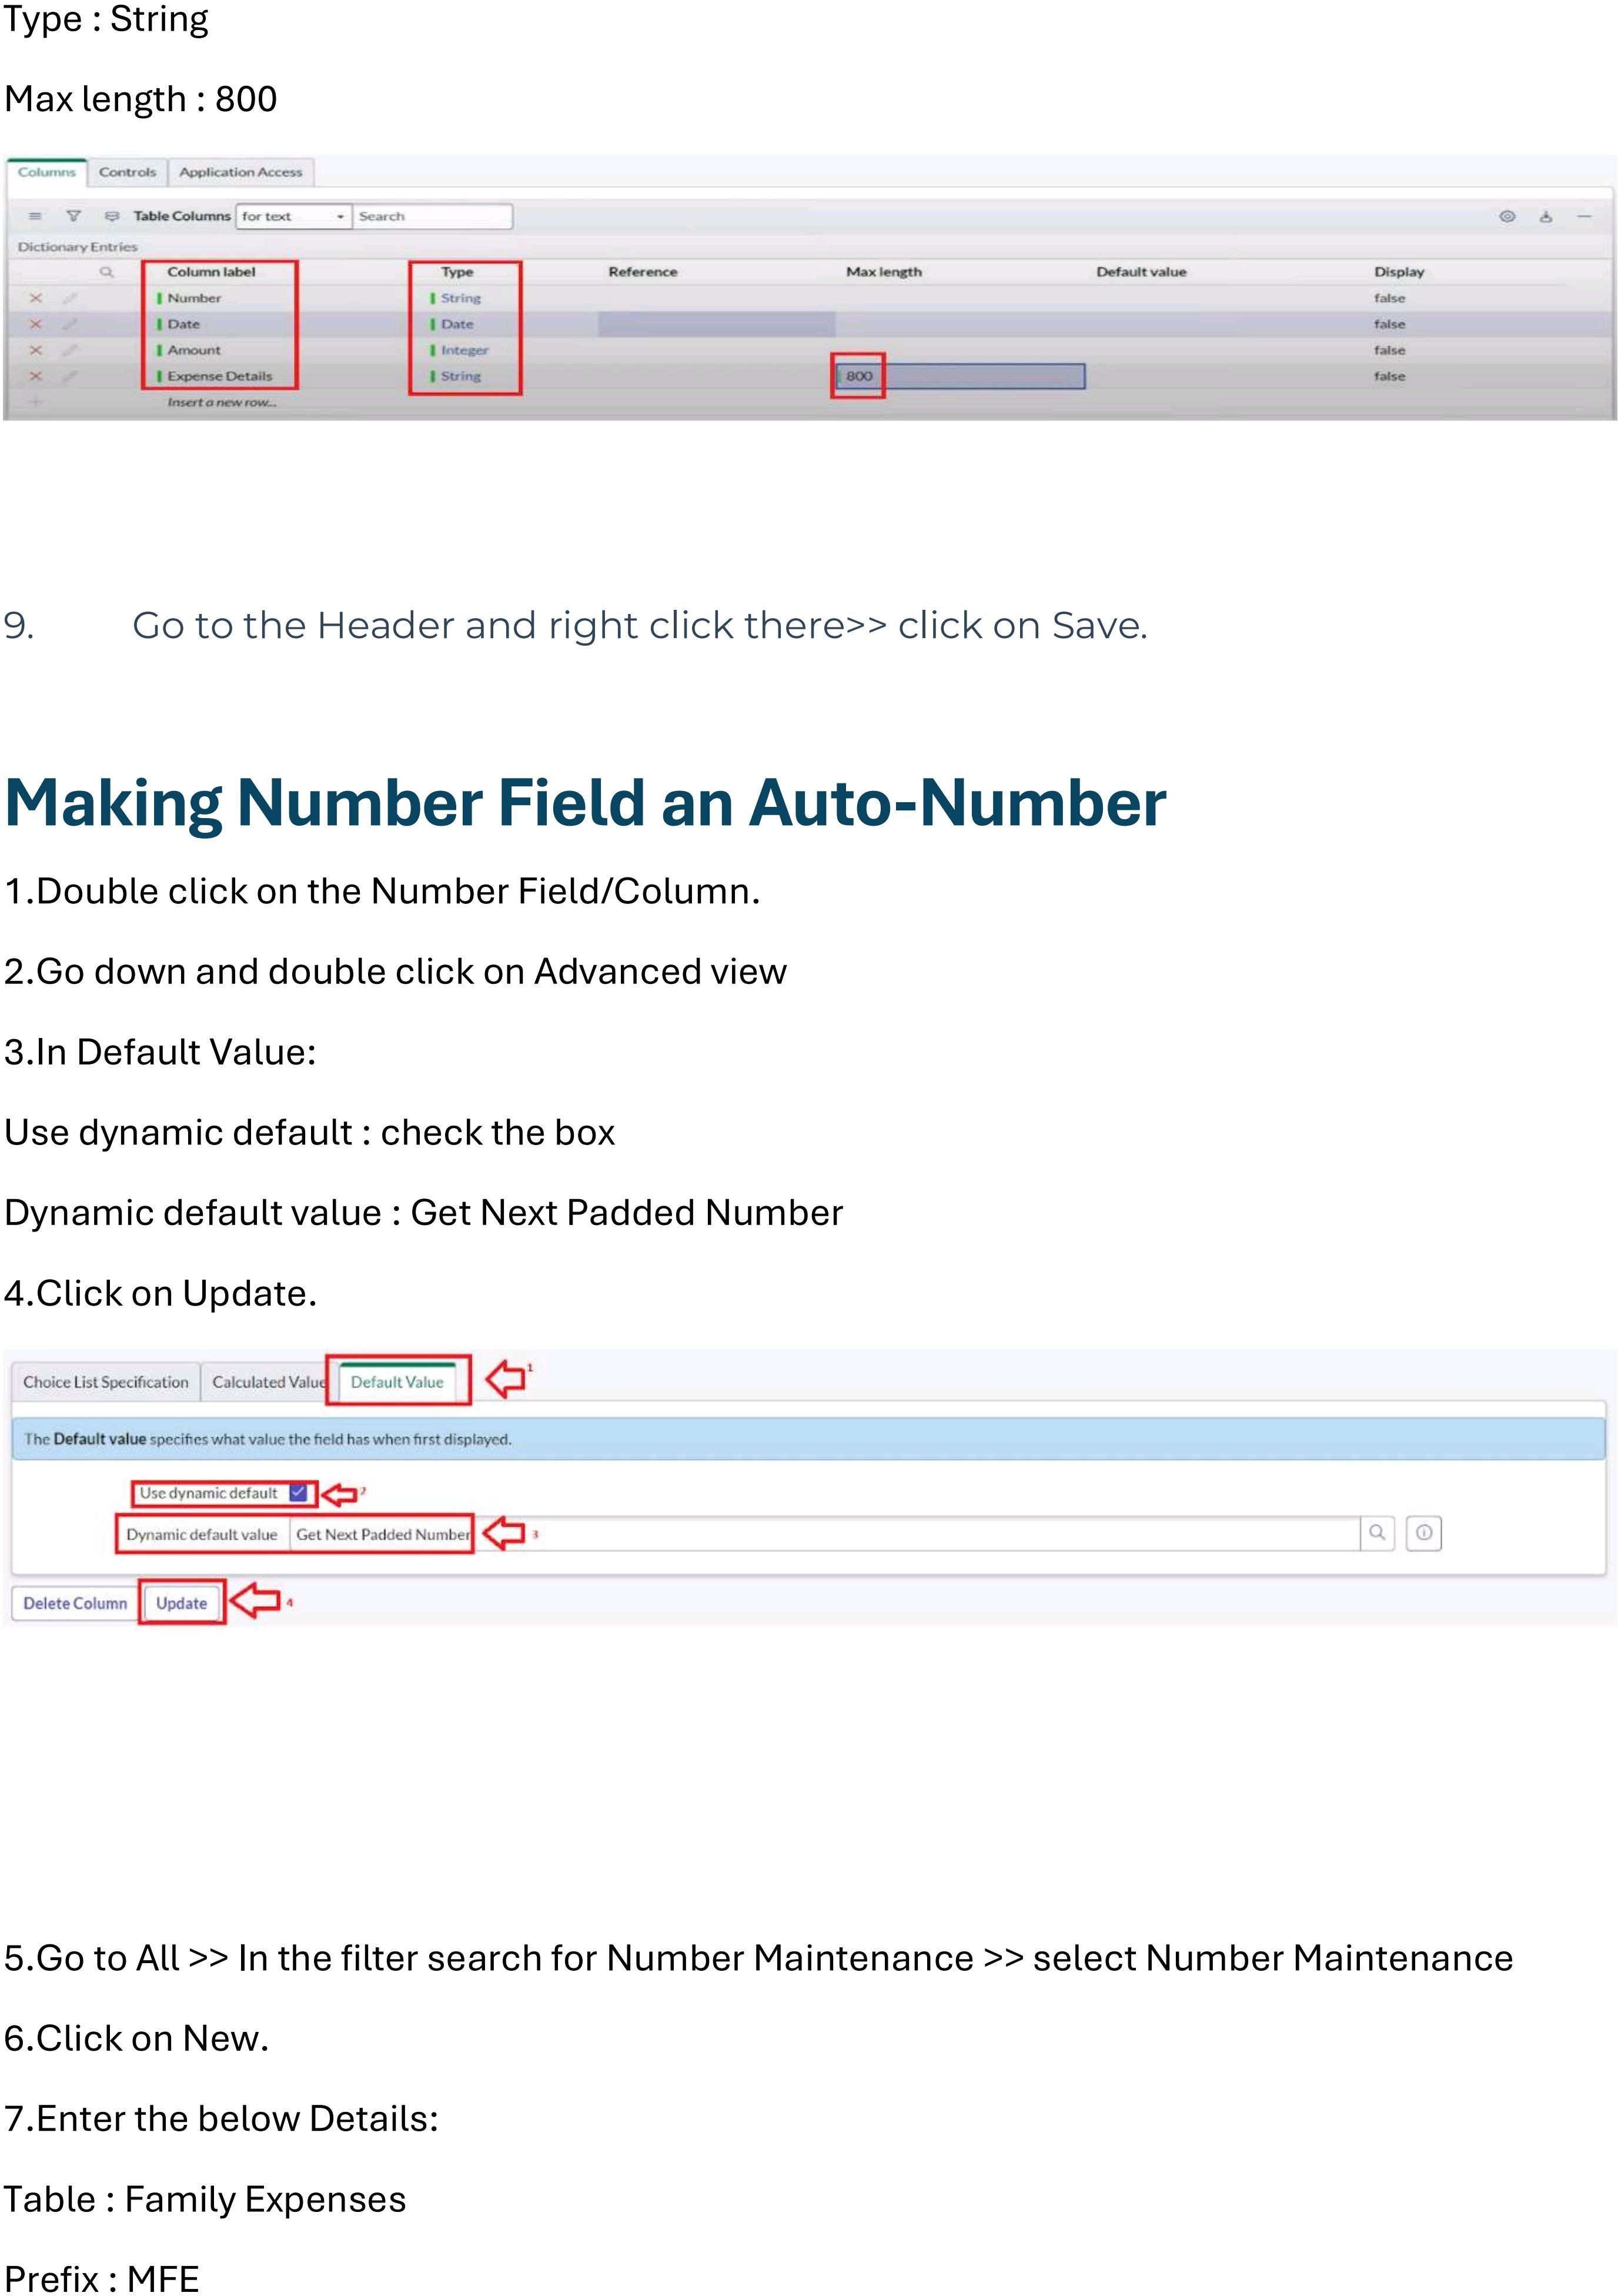 Type : String
Max length : 800
Columns Controls Application Access
Table Columns for text Search
Dictionary Entries
Column label Type Reference Max length Default value Display
Number String false
Date Date false
Amount Integer false
Expense Details String 800 false
Insert a new row...
9. Go to the Header and right click there>> click on Save.
Making Number Field an Auto-Number
1.Double click on the Number Field/Column.
2.Go down and double click on Advanced view
3.In Default Value:
Use dynamic default : check the box
Dynamic default value : Get Next Padded Number
4.Click on Update.
Choice List Specification Calculated Value Default Value 1
The Default value specifies what value the field has when first displayed.
Use dynamic default 2
Dynamic default value Get Next Padded Number 3
Delete Column Update 4
5.Go to All >> In the filter search for Number Maintenance >> select Number Maintenance
6.Click on New.
7.Enter the below Details:
Table : Family Expenses
Prefix : MFE